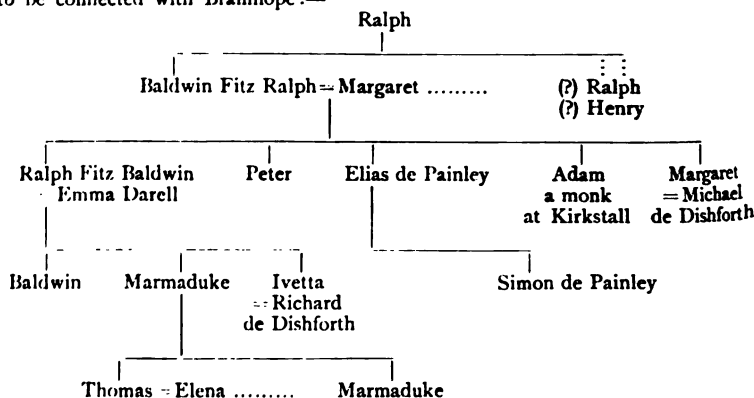 to be connected with Bramhope:—
Ralph
Baldwin Fitz Ralph = Margaret ......... (?) Ralph
(?) Henry
Ralph Fitz Baldwin Peter Elias de Painley Adam Margaret
= Emma Darell a monk =Michael
at Kirkstall de Dishforth
Baldwin Marmaduke Ivetta Simon de Painley
=Richard
de Dishforth
Thomas = Elena ......... Marmaduke